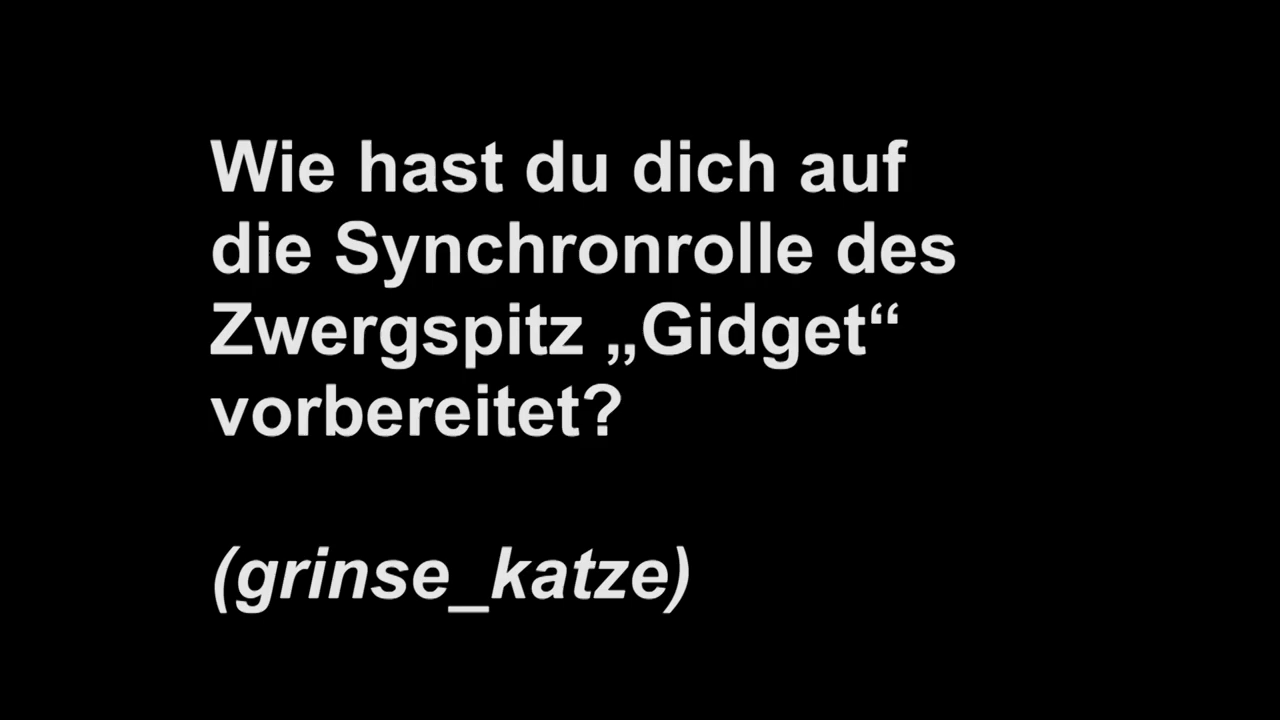 Wie hast du dich auf
die Synchronrolle des
Zwergspitz „Gidget“
vorbereitet?
(grinse_katze)